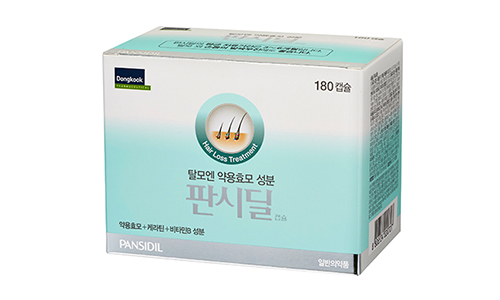 Dongkook
PHARMACEUTICAL
180 캡슐
Hair Loss Treatment
탈모엔 약용효모 성분
판시딜 캡슐
약용효모+케라틴+비타민B 성분
PANSIDIL
일반의약품